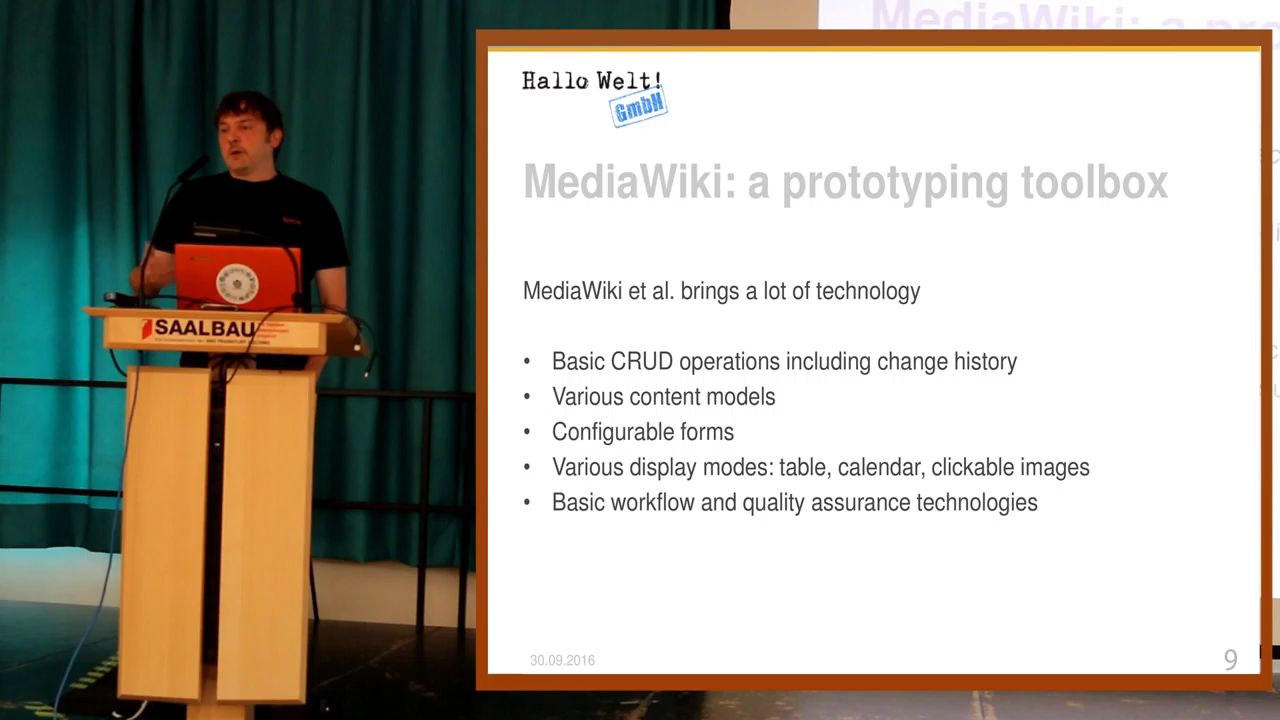 MediaWiki: a pro
Hallo Welt!
GmbH
MediaWiki: a prototyping toolbox
MediaWiki et al. brings a lot of technology
• Basic CRUD operations including change history
• Various content models
• Configurable forms
• Various display modes: table, calendar, clickable images
• Basic workflow and quality assurance technologies
30.09.2016
9
SAALBAU